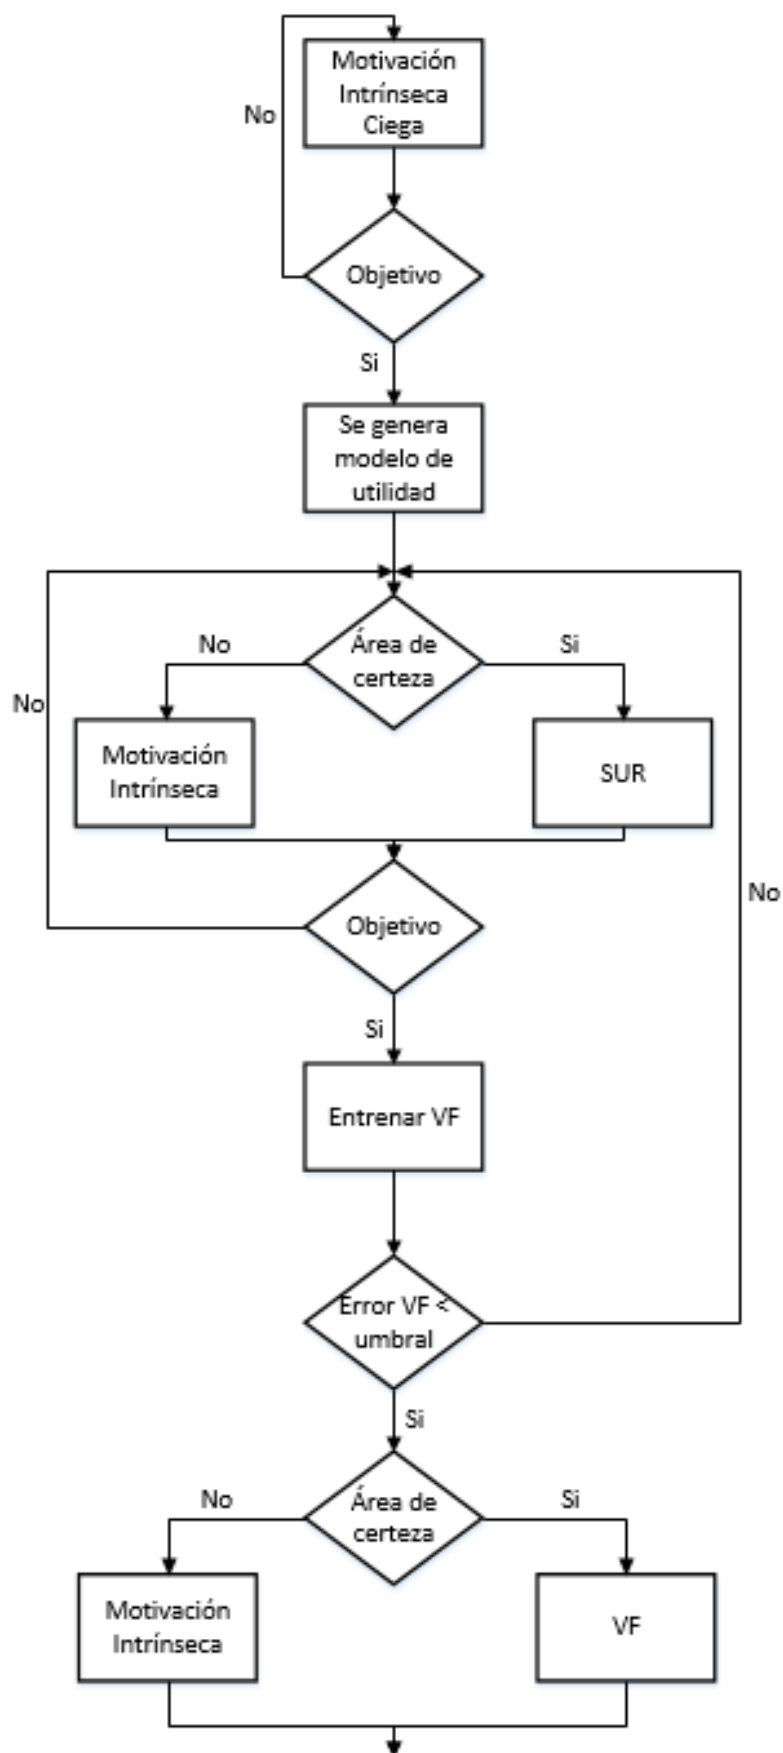 Motivación
Intrínseca
Ciega
No
Objetivo
Si
Se genera
modelo de
utilidad
No
Área de
certeza
Si
No
Motivación
Intrínseca
SUR
No
Objetivo
Si
Entrenar VF
Error VF <
umbral
Si
No
Área de
certeza
Si
Motivación
Intrínseca
VF